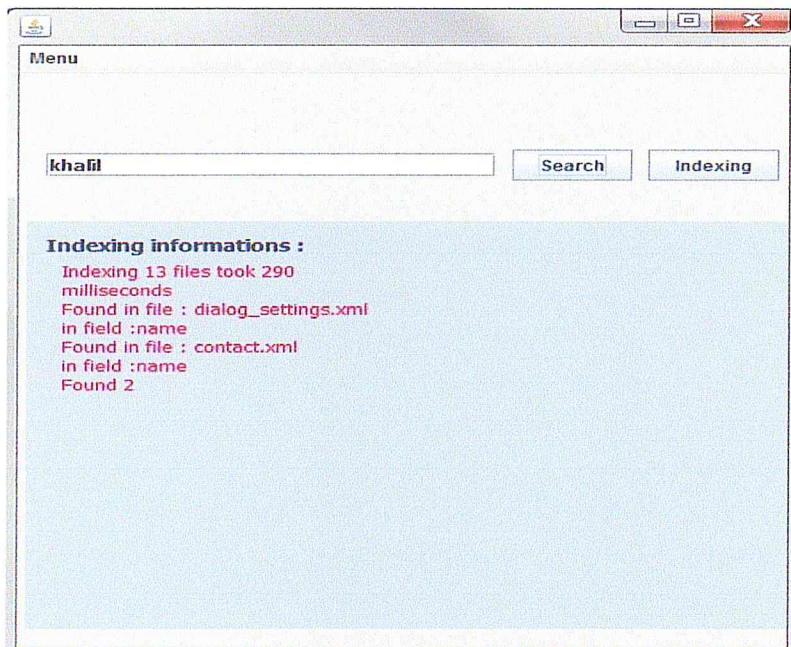 Menu
khalil
Search
Indexing
Indexing informations :
Indexing 13 files took 290
milliseconds
Found in file : dialog_settings.xml
in field :name
Found in file : contact.xml
in field :name
Found 2